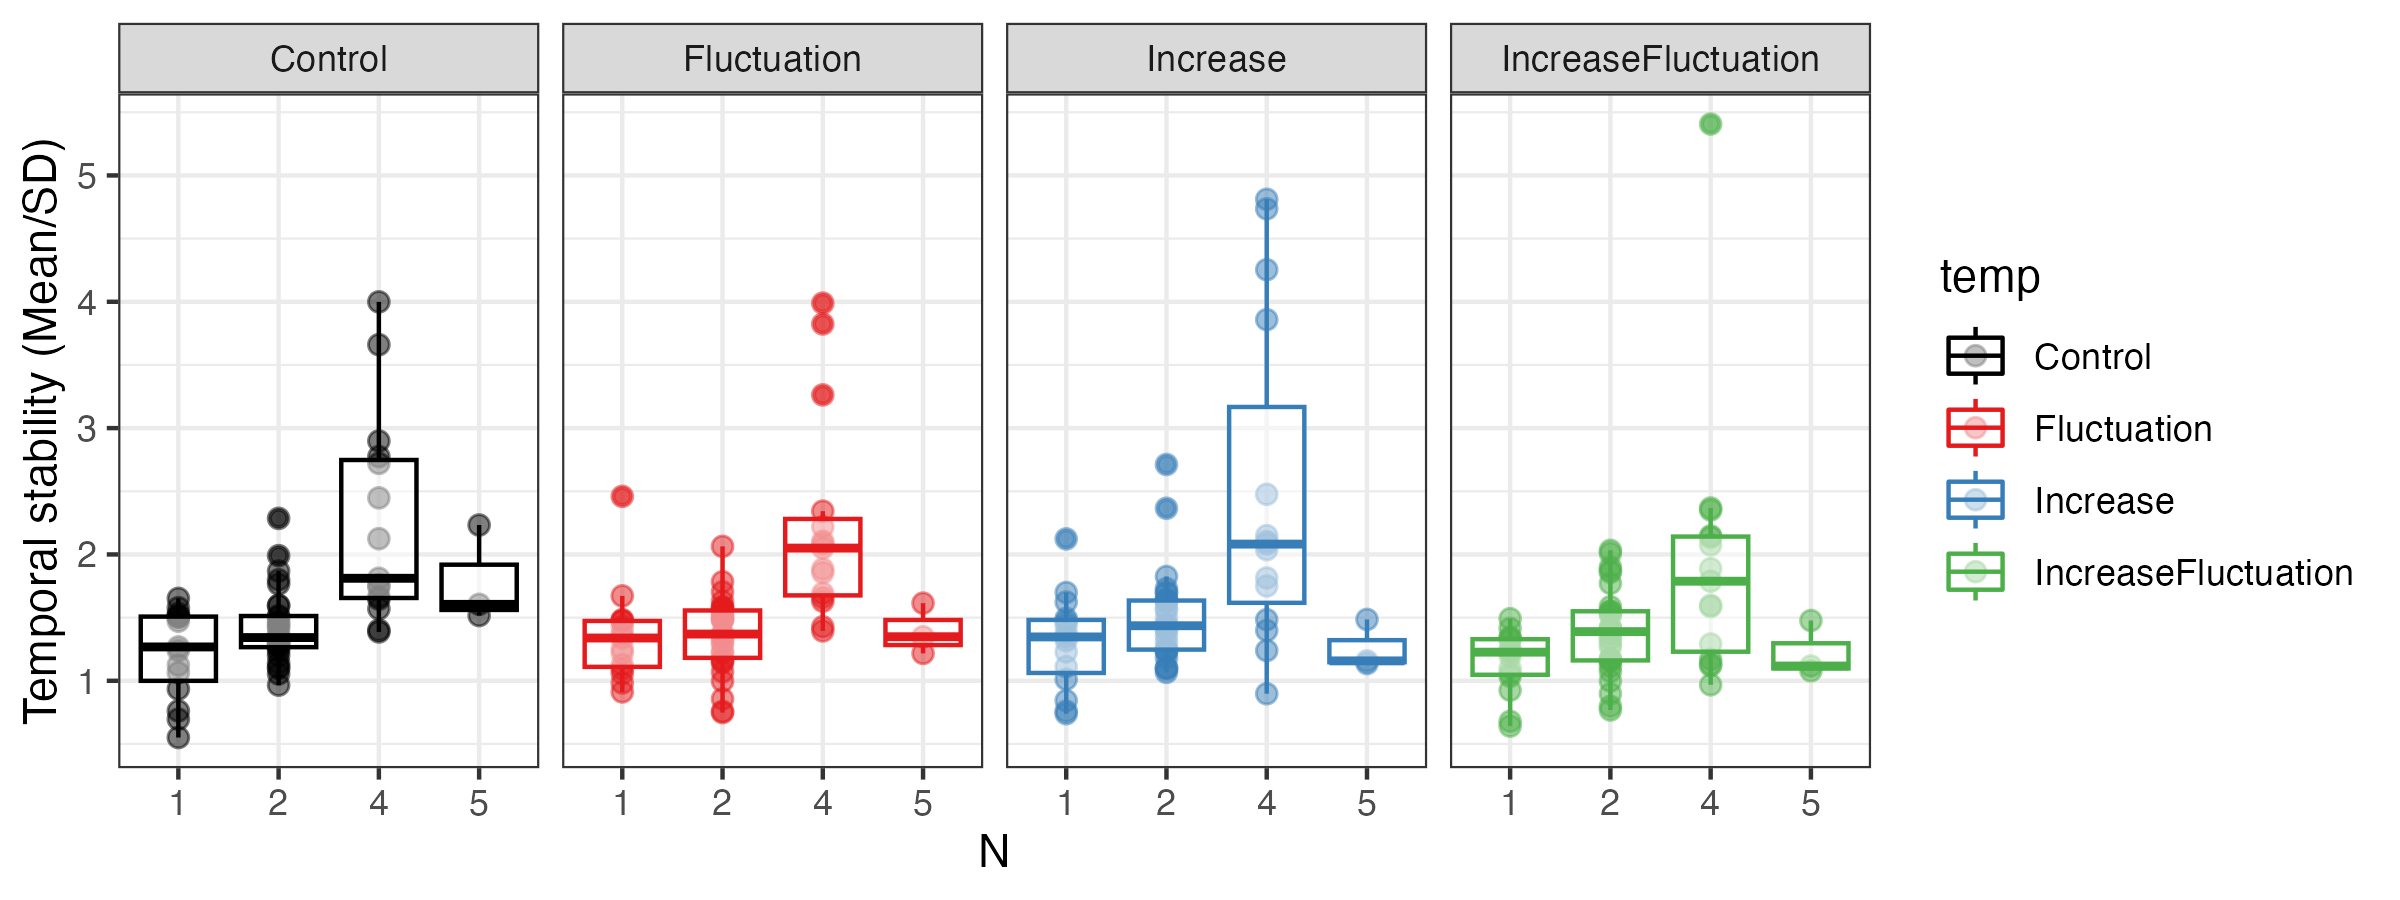 Control Fluctuation Increase IncreaseFluctuation
Temporal stability (Mean/SD)
5
4
3
2
1
1 2 4 5 1 2 4 5 1 2 4 5 1 2 4 5
N
temp
Control
Fluctuation
Increase
IncreaseFluctuation